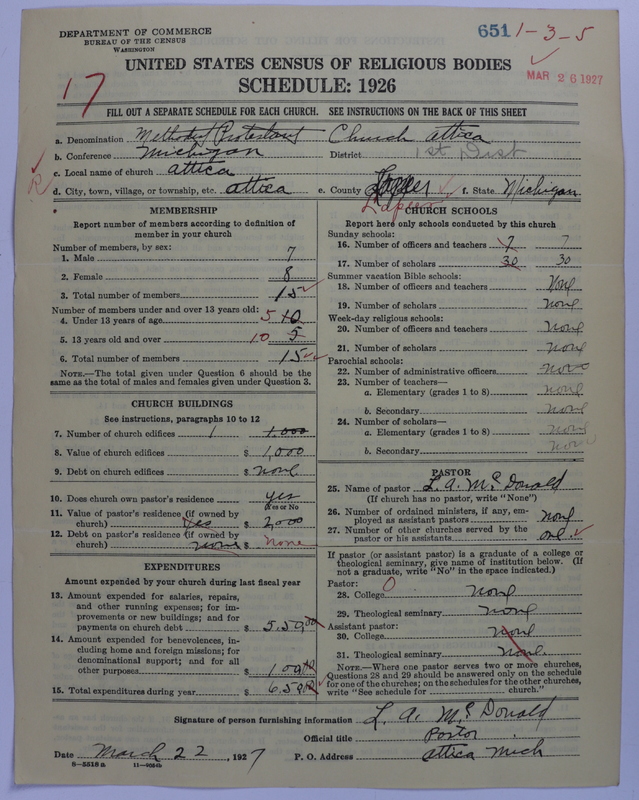 DEPARTMENT OF COMMERCE
BUREAU OF THE CENSUS
WASHINGTON
651 1-3-5
UNITED STATES CENSUS OF RELIGIOUS BODIES
MAR 26 1927
SCHEDULE: 1926
17
FILL OUT A SEPARATE SCHEDULE FOR EACH CHURCH. SEE INSTRUCTIONS ON THE BACK OF THIS SHEET
a. Denomination Methodist Protestant Church Attica
b. Conference Michigan District 1st Dist
c. Local name of church Attica
R
d. City, town, village, or township, etc. Attica e. County Lapeer f. State Michigan
Lapeer
MEMBERSHIP
Report number of members according to definition of
member in your church
Number of members, by sex:
1. Male 7
2. Female 8
3. Total number of members 15
Number of members under and over 13 years old:
4. Under 13 years of age 5 10
5. 13 years old and over 10 5
6. Total number of members 15
NOTE.—The total given under Question 6 should be
same as the total of males and females given under Question 3.
CHURCH BUILDINGS
See instructions, paragraphs 10 to 12
7. Number of church edifices 1 1,000
8. Value of church edifices $ 1,000
9. Debt on church edifices $ none
10. Does church own pastor's residence yes
(Yes or No)
11. Value of pastor's residence (if owned by
church) Yes $ 2,000
12. Debt on pastor's residence (if owned by
church) none $ none
EXPENDITURES
Amount expended by your church during last fiscal year
13. Amount expended for salaries, repairs,
and other running expenses; for im-
provements or new buildings; and for
payments on church debt $ 5.50.00
14. Amount expended for benevolences, in-
cluding home and foreign missions; for
denominational support; and for all
other purposes $ 1 00
15. Total expenditures during year $ 6.50
CHURCH SCHOOLS
Report here only schools conducted by this church
Sunday schools:
16. Number of officers and teachers 7 7
17. Number of scholars 30 30
Summer vacation Bible schools:
18. Number of officers and teachers None
19. Number of scholars none
Week-day religious schools:
20. Number of officers and teachers none
21. Number of scholars none
Parochial schools:
22. Number of administrative officers none
23. Number of teachers—
a. Elementary (grades 1 to 8) none
b. Secondary none
24. Number of scholars—
a. Elementary (grades 1 to 8) none
b. Secondary none
PASTOR
25. Name of pastor L. A. McDonald
(If church has no pastor, write "None")
26. Number of ordained ministers, if any, em-
ployed as assistant pastors none
27. Number of other churches served by the
pastor or his assistants one.
If pastor (or assistant pastor) is a graduate of a college or
theological seminary, give name of institution below. (If
not a graduate, write "No" in the space indicated.)
Pastor: 0
28. College none
29. Theological seminary none
Assistant pastor:
30. College none
31. Theological seminary none.
NOTE.—Where one pastor serves two or more churches,
Questions 28 and 29 should be answered only on the schedule
for one of the churches; on the schedules for the other churches,
write "See schedule for church."
Signature of person furnishing information L. A. McDonald
Official title Pastor
Date March 22, 1927 P. O. Address Attica Mich
8—5518 a 11—9054b